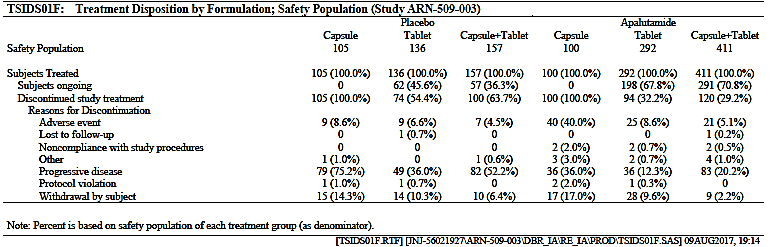 TSIDS01F: Treatment Disposition by Formulation; Safety Population (Study ARN-509-003)
Placebo Apalutamide
Capsule Tablet Capsule+Tablet Capsule Tablet Capsule+Tablet
Safety Population 105 136 157 100 292 411
Subjects Treated 105 (100.0%) 136 (100.0%) 157 (100.0%) 100 (100.0%) 292 (100.0%) 411 (100.0%)
Subjects ongoing 0 62 (45.6%) 57 (36.3%) 0 198 (67.8%) 291 (70.8%)
Discontinued study treatment 105 (100.0%) 74 (54.4%) 100 (63.7%) 100 (100.0%) 94 (32.2%) 120 (29.2%)
Reasons for Discontinuation
Adverse event 9 (8.6%) 9 (6.6%) 7 (4.5%) 40 (40.0%) 25 (8.6%) 21 (5.1%)
Lost to follow-up 0 1 (0.7%) 0 0 0 1 (0.2%)
Noncompliance with study procedures 0 0 0 2 (2.0%) 2 (0.7%) 2 (0.5%)
Other 1 (1.0%) 0 1 (0.6%) 3 (3.0%) 2 (0.7%) 4 (1.0%)
Progressive disease 79 (75.2%) 49 (36.0%) 82 (52.2%) 36 (36.0%) 36 (12.3%) 83 (20.2%)
Protocol violation 1 (1.0%) 1 (0.7%) 0 2 (2.0%) 1 (0.3%) 0
Withdrawal by subject 15 (14.3%) 14 (10.3%) 10 (6.4%) 17 (17.0%) 28 (9.6%) 9 (2.2%)
Note: Percent is based on safety population of each treatment group (as denominator).
[TSIDS01F.RTF] [JNJ-56021927\ARN-509-003\DBR_IA\RE_IA\PROD\TSIDS01F.SAS] 09AUG2017, 19:14